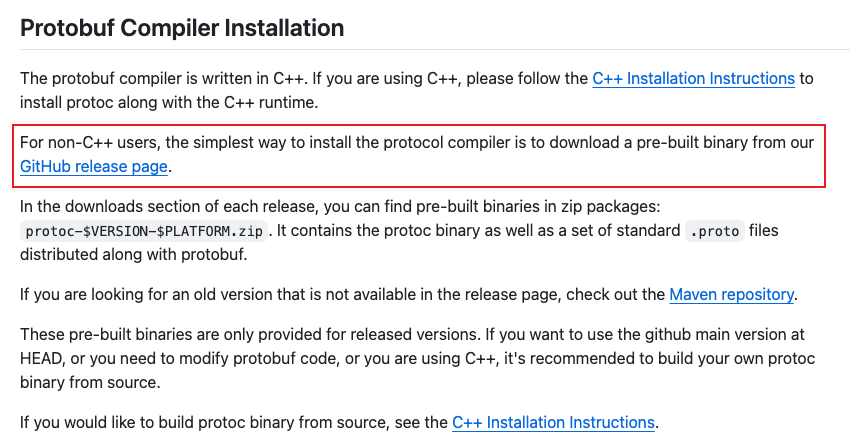 Protobuf Compiler Installation
The protobuf compiler is written in C++. If you are using C++, please follow the C++ Installation Instructions to
install protoc along with the C++ runtime.
For non-C++ users, the simplest way to install the protocol compiler is to download a pre-built binary from our
GitHub release page.
In the downloads section of each release, you can find pre-built binaries in zip packages:
protoc-$VERSION-$PLATFORM.zip. It contains the protoc binary as well as a set of standard .proto files
distributed along with protobuf.
If you are looking for an old version that is not available in the release page, check out the Maven repository.
These pre-built binaries are only provided for released versions. If you want to use the github main version at
HEAD, or you need to modify protobuf code, or you are using C++, it's recommended to build your own protoc
binary from source.
If you would like to build protoc binary from source, see the C++ Installation Instructions.